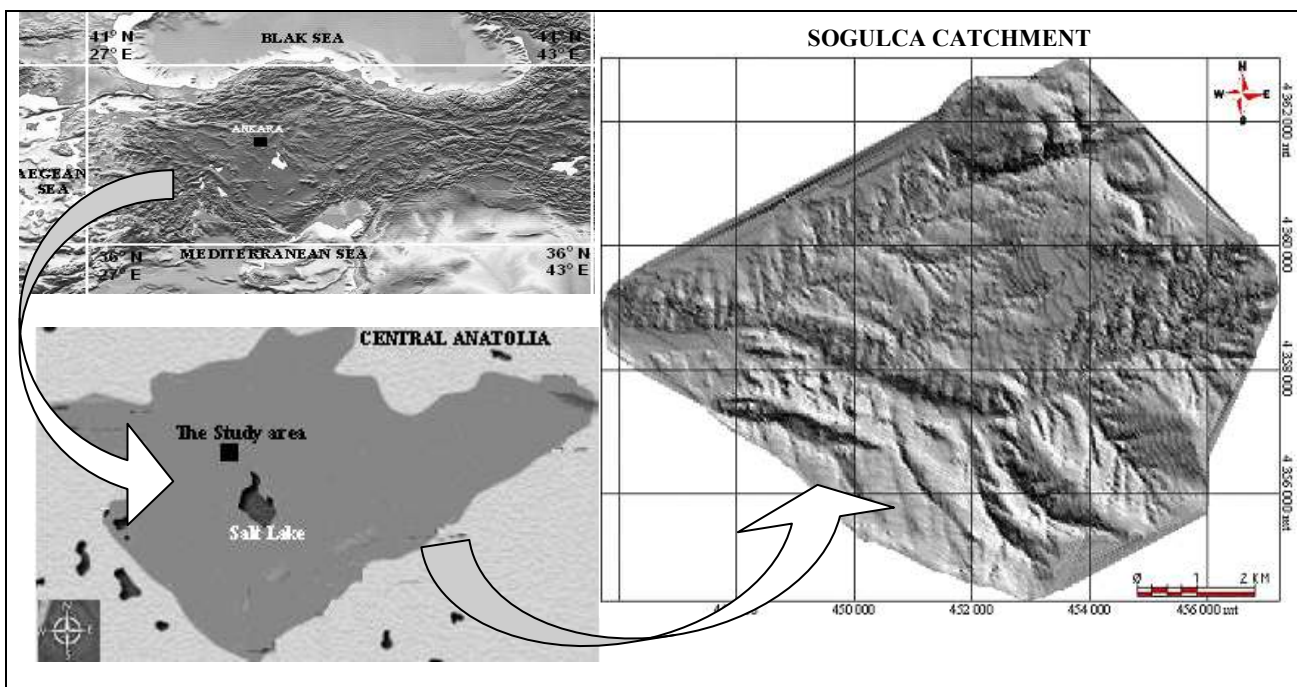 41° N
27° E
BLAK SEA
41° N
43° E
ANKARA
AEGEAN
SEA
36° N
27° E
MEDITERRANEAN SEA
36° N
43° E
CENTRAL ANATOLIA
The Study area
Salt Lake
N
W E
S
SOGULCA CATCHMENT
N
W E
S
4 362 000 mt
4 360 000
4 358 000
4 356 000 mt
0 1 2 KM
450 000 452 000 454 000 456 000 mt